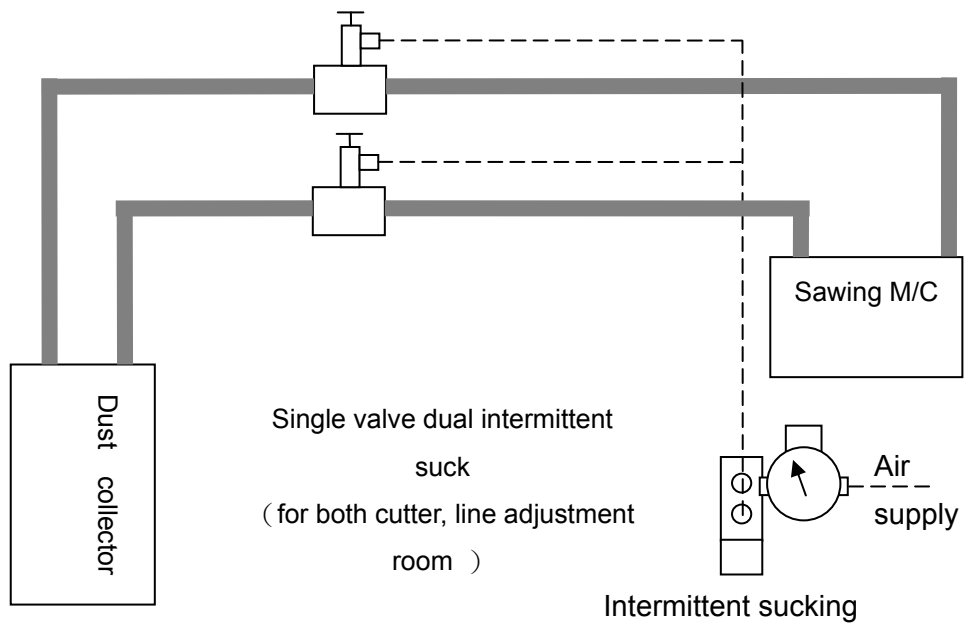 Sawing M/C
Dust collector
Single valve dual intermittent
suck
（for both cutter, line adjustment
room ）
Air
supply
Intermittent sucking